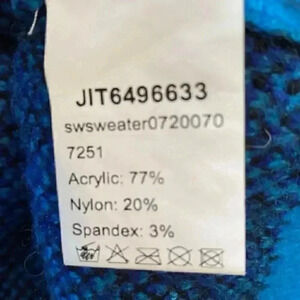 JIT6496633
swsweater0720070
7251
Acrylic: 77%
Nylon: 20%
Spandex: 3%